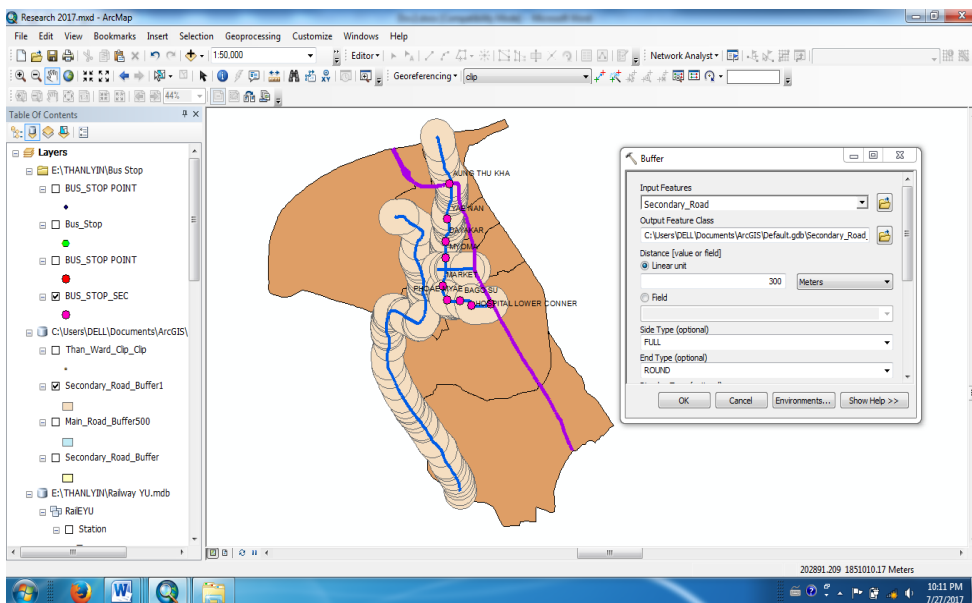 Research 2017.mxd - ArcMap
File Edit View Bookmarks Insert Selection Geoprocessing Customize Windows Help
1:50,000
Editor
Network Analyst
Georeferencing
clip
44%
Table Of Contents
Layers
E:\THANLYIN\Bus Stop
BUS_STOP POINT
Bus_Stop
BUS_STOP POINT
BUS_STOP_SEC
C:\Users\DELL\Documents\ArcGIS\
Than_Ward_Clip_Clip
Secondary_Road_Buffer1
Main_Road_Buffer500
Secondary_Road_Buffer
E:\THANLYIN\Railway YU.mdb
RailEYU
Station
AUNG THU KHA
MYOMA
MARKET
BAGO SU
HOSPITAL LOWER CONNER
Buffer
Input Features
Secondary_Road
Output Feature Class
C:\Users\DELL\Documents\ArcGIS\Default.gdb\Secondary_Road_
Distance [value or field]
Linear unit
300 Meters
Field
Side Type (optional)
FULL
End Type (optional)
ROUND
OK Cancel Environments... Show Help >>
202891.209 1851010.17 Meters
10:11 PM
7/27/2017